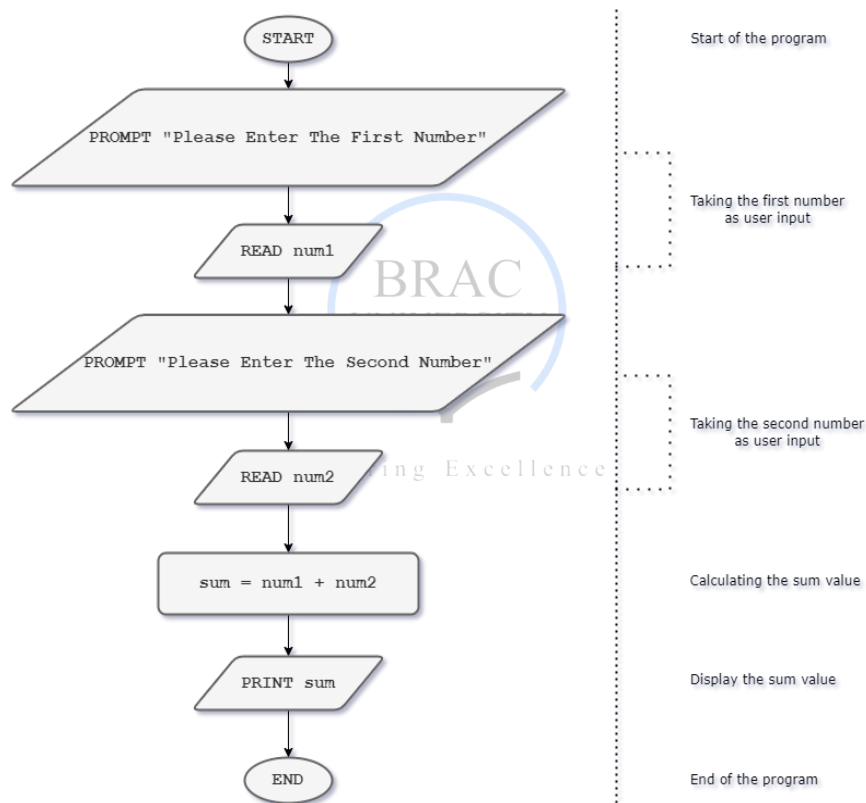 START
Start of the program
PROMPT "Please Enter The First Number"
Taking the first number
as user input
READ num1
BRAC
PROMPT "Please Enter The Second Number"
Taking the second number
as user input
READ num2
ring Excellence
sum = num1 + num2
Calculating the sum value
PRINT sum
Display the sum value
END
End of the program